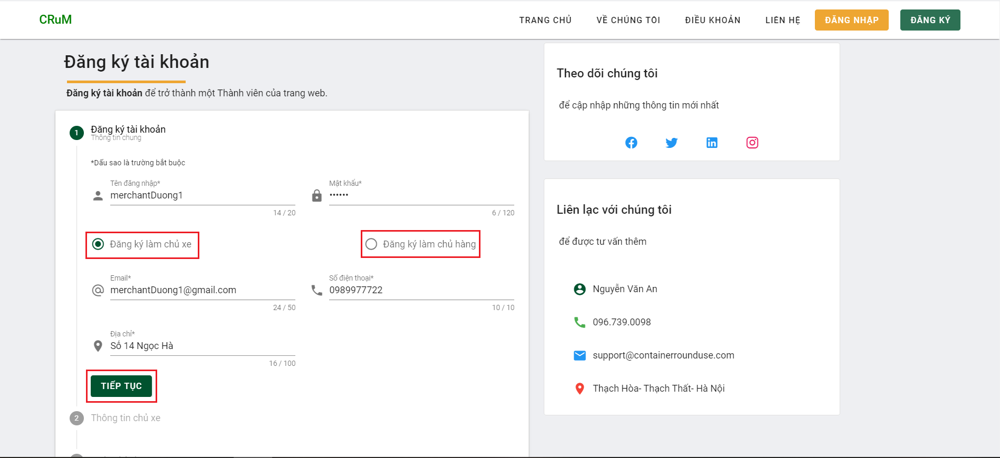 CRuM
TRANG CHỦ VỀ CHÚNG TÔI ĐIỀU KHOẢN LIÊN HỆ ĐĂNG NHẬP ĐĂNG KÝ
Đăng ký tài khoản
Đăng ký tài khoản để trở thành một Thành viên của trang web.
1 Đăng ký tài khoản
Thông tin chung
*Dấu sao là trường bắt buộc
Tên đăng nhập*
merchantDuong1
14 / 20
Mật khẩu*
••••••
6 / 120
Đăng ký làm chủ xe
Đăng ký làm chủ hàng
Email*
merchantDuong1@gmail.com
24 / 50
Số điện thoại*
0989977722
10 / 10
Địa chỉ*
Số 14 Ngọc Hà
16 / 100
TIẾP TỤC
2 Thông tin chủ xe
Theo dõi chúng tôi
để cập nhập những thông tin mới nhất
Liên lạc với chúng tôi
để được tư vấn thêm
Nguyễn Văn An
096.739.0098
support@containerrounduse.com
Thạch Hòa- Thạch Thất- Hà Nội